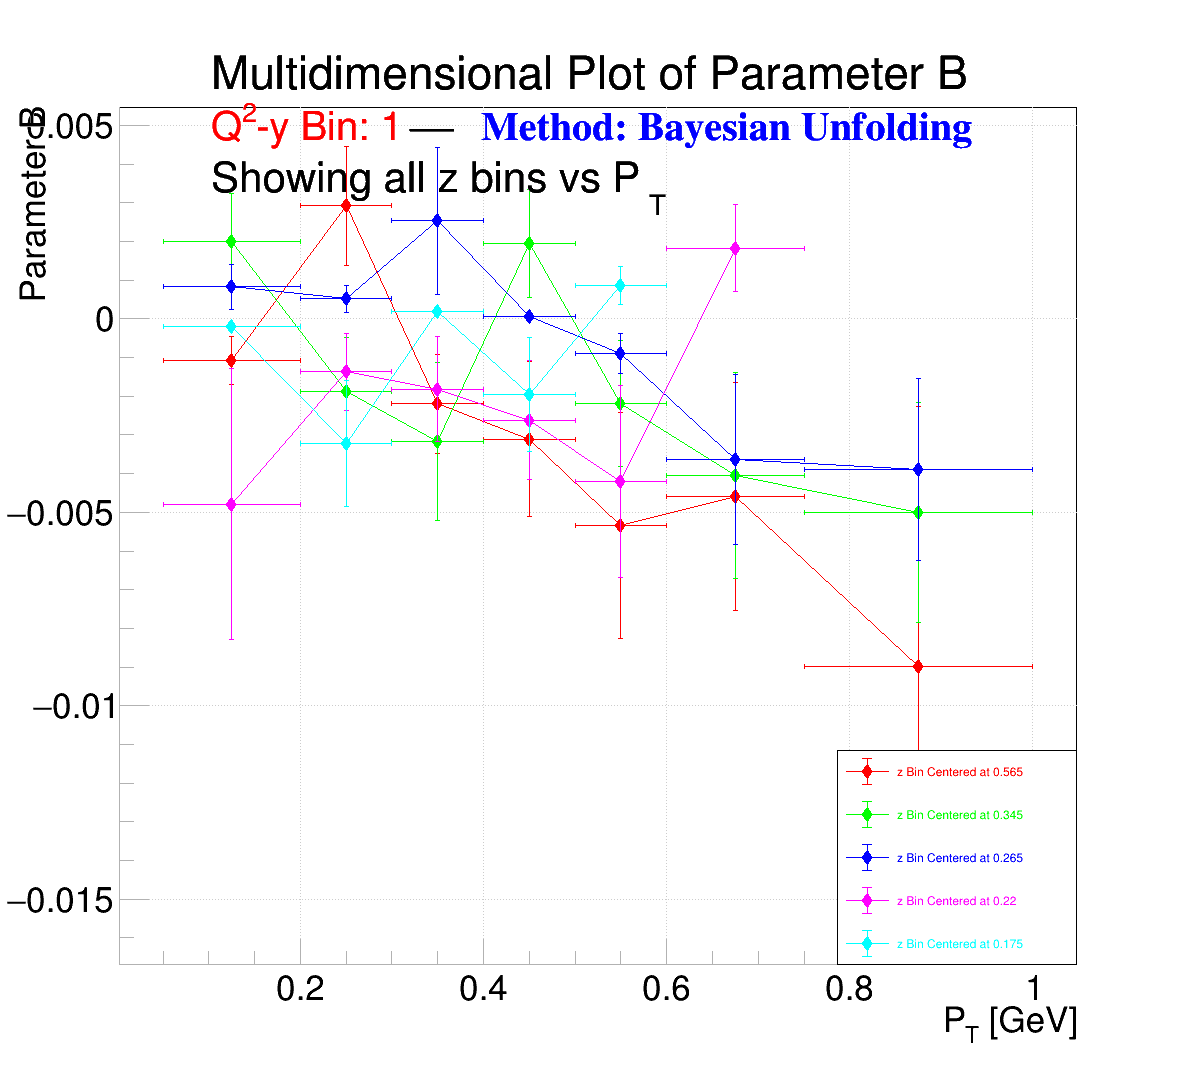 Multidimensional Plot of Parameter B
Q²-y Bin: 1 — Method: Bayesian Unfolding
Showing all z bins vs P_T
Parameter B
0.005
0
−0.005
−0.01
−0.015
z Bin Centered at 0.565
z Bin Centered at 0.345
z Bin Centered at 0.265
z Bin Centered at 0.22
z Bin Centered at 0.175
0.2 0.4 0.6 0.8 1
P_T [GeV]